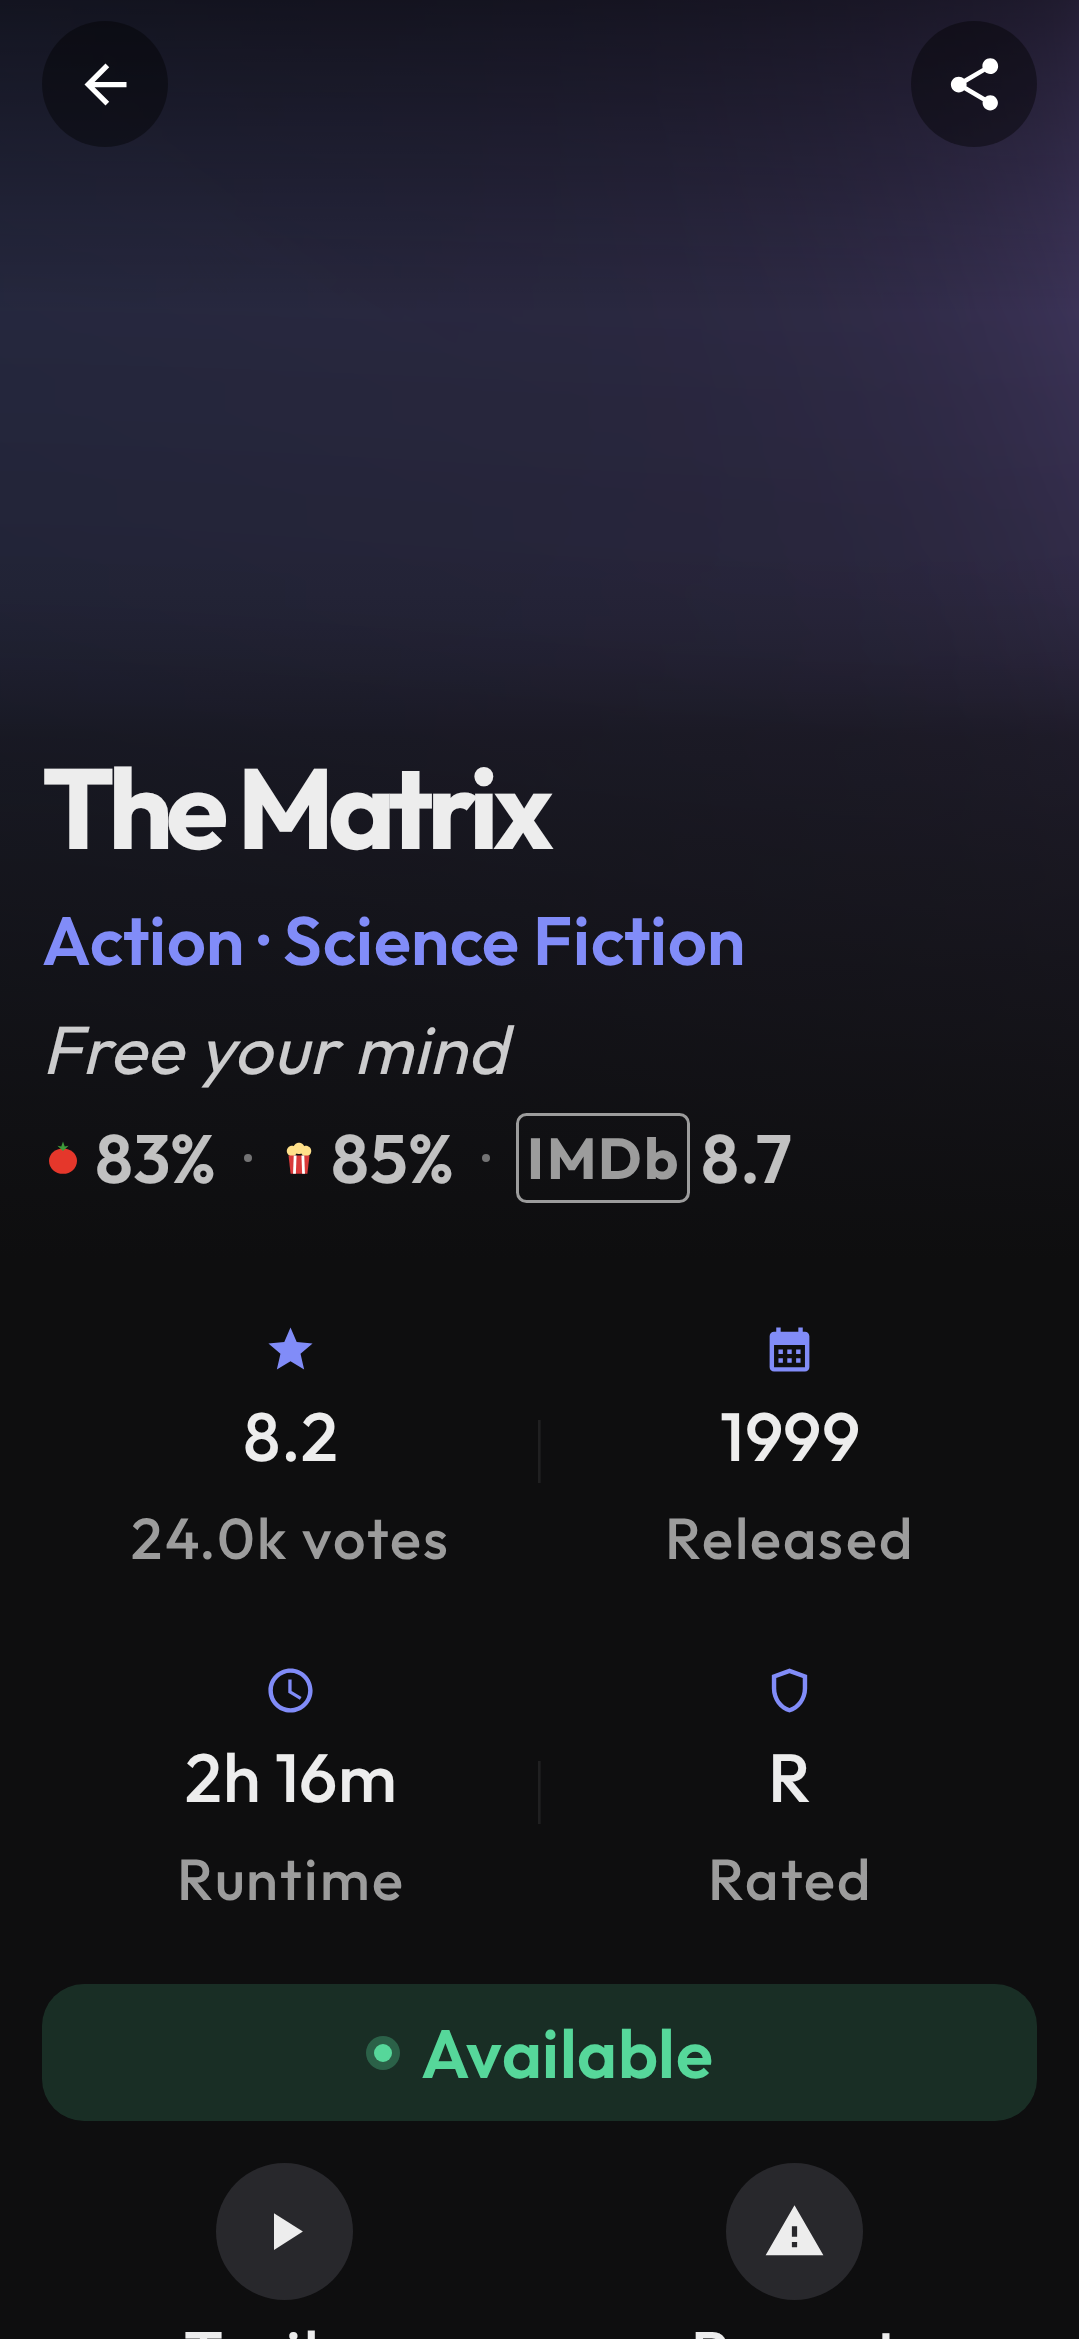 The Matrix
Action · Science Fiction
Free your mind
83% · 85% · IMDb 8.7
8.2
1999
24.0k votes
Released
2h 16m
R
Runtime
Rated
Available